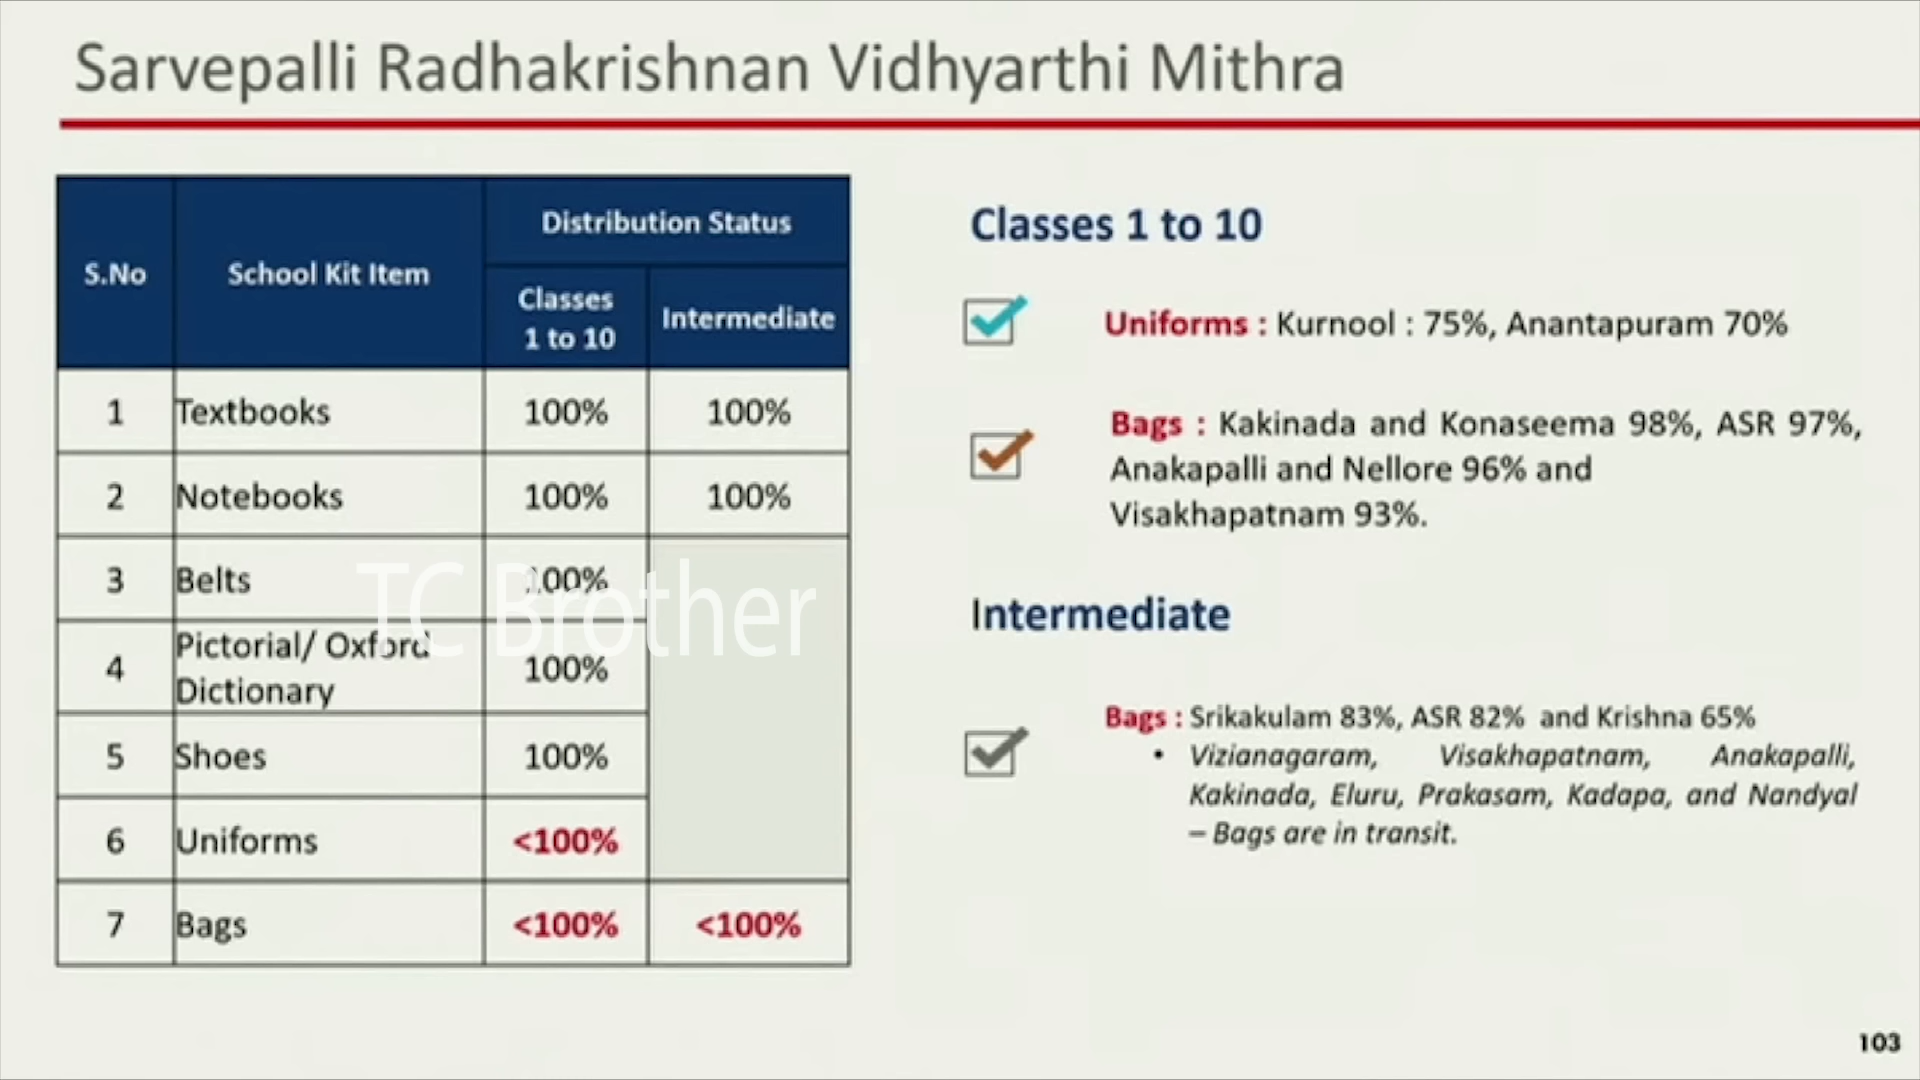 Sarvepalli Radhakrishnan Vidhyarthi Mithra
S.No
School Kit Item
Distribution Status
Classes
1 to 10
Intermediate
1 Textbooks 100% 100%
2 Notebooks 100% 100%
3 Belts 100%
4 Pictorial/ Oxford
Dictionary 100%
5 Shoes 100%
6 Uniforms <100%
7 Bags <100% <100%
TC Brother
Classes 1 to 10
Uniforms : Kurnool : 75%, Anantapuram 70%
Bags : Kakinada and Konaseema 98%, ASR 97%,
Anakapalli and Nellore 96% and
Visakhapatnam 93%.
Intermediate
Bags : Srikakulam 83%, ASR 82% and Krishna 65%
• Vizianagaram, Visakhapatnam, Anakapalli,
Kakinada, Eluru, Prakasam, Kadapa, and Nandyal
– Bags are in transit.
103